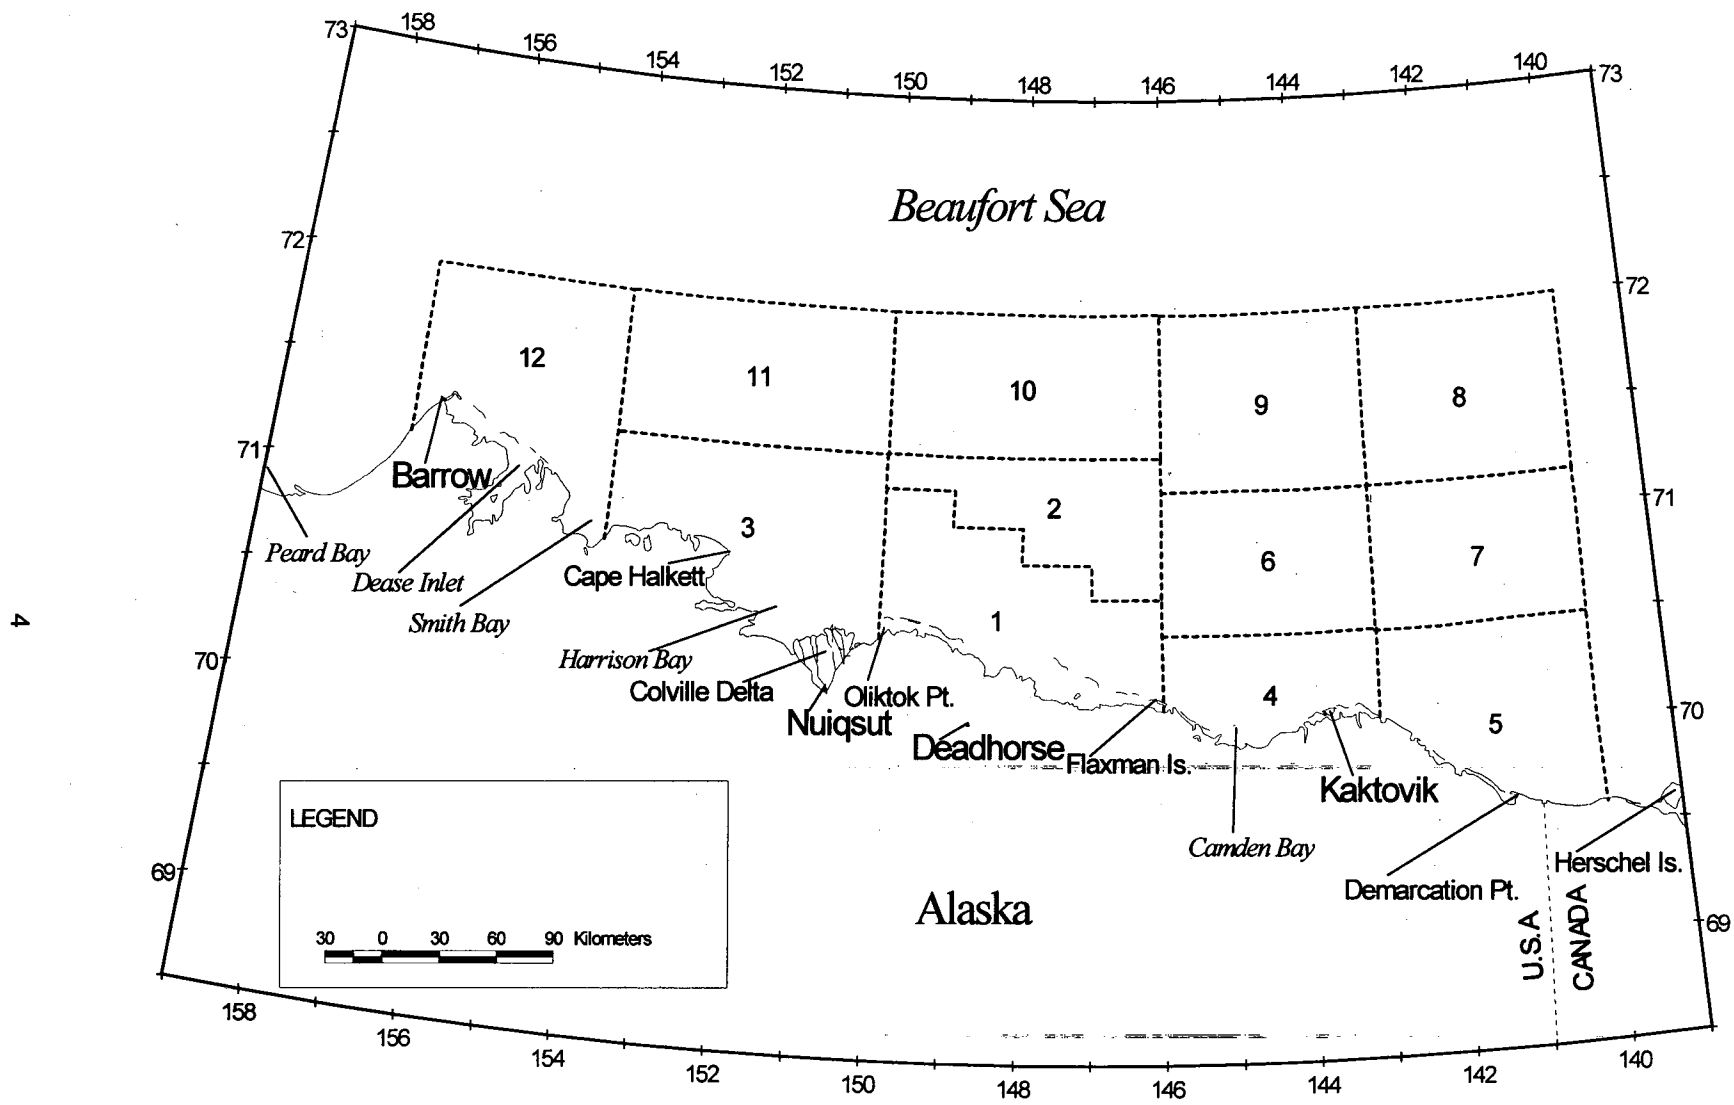 158
73
156
154
152
150
148
146
144
142
140
73
Beaufort Sea
72
72
12
11
10
9
8
71
71
Barrow
2
3
Peard Bay
6
7
Dease Inlet
Cape Halkett
4
Smith Bay
1
70
Harrison Bay
Colville Delta
Oliktok Pt.
4
70
Nuiqsut
5
Deadhorse
Flaxman Is.
Kaktovik
LEGEND
Camden Bay
69
Herschel Is.
Demarcation Pt.
Alaska
69
30 0 30 60 90 Kilometers
U.S.A
CANADA
158
156
154
152
150
148
146
144
142
140